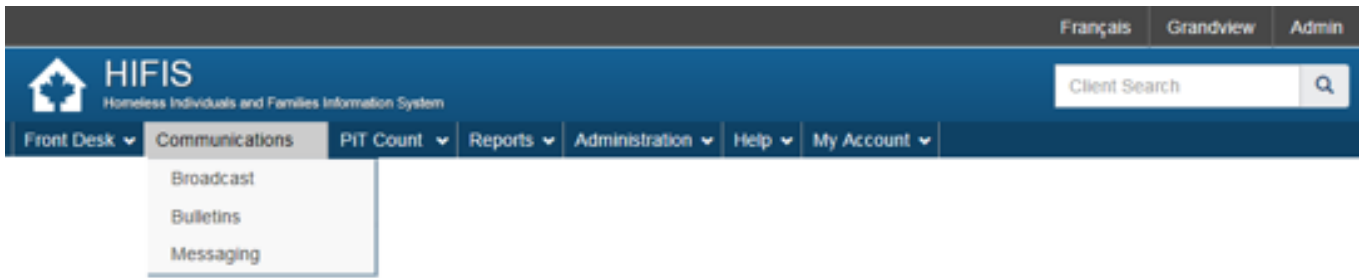 Français Grandview Admin
HIFIS
Homeless Individuals and Families Information System
Client Search
Front Desk Communications PiT Count Reports Administration Help My Account
Broadcast
Bulletins
Messaging